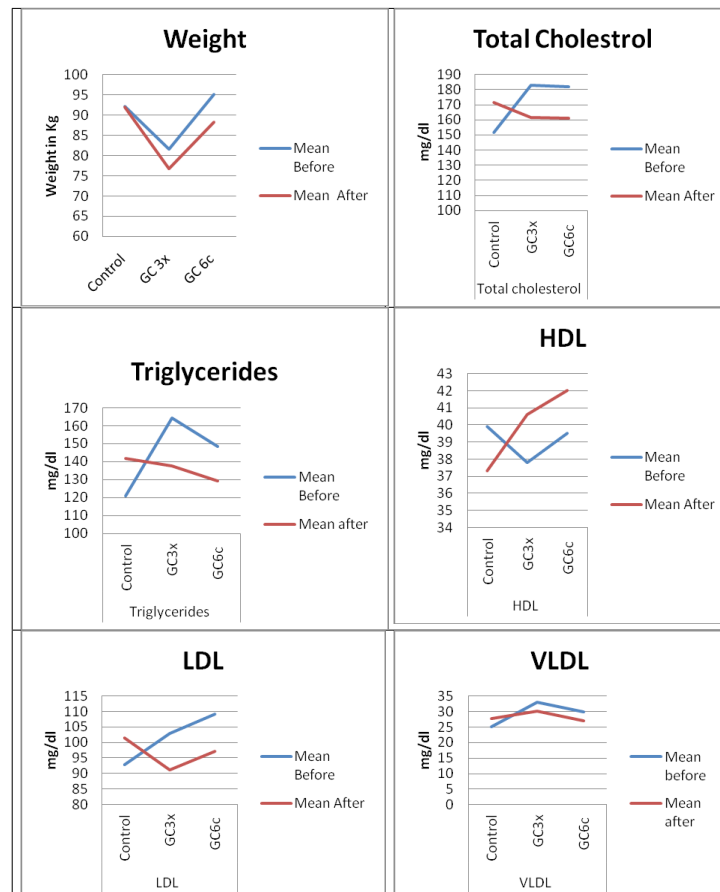 Weight
100
95
90
85
80
75
70
65
60
Weight in Kg
Control
GC 3x
GC 6c
Mean
Before
Mean After
Total Cholestrol
190
180
170
160
150
140
130
120
110
100
mg/dl
Control
GC3x
GC6c
Total cholesterol
Mean
Before
Mean After
Triglycerides
170
160
150
140
130
120
110
100
mg/dl
Control
GC3x
GC6c
Triglycerides
Mean
Before
Mean after
HDL
43
42
41
40
39
38
37
36
35
34
mg/dl
Control
GC3x
GC6c
HDL
Mean
Before
Mean After
LDL
115
110
105
100
95
90
85
80
mg/dl
Control
GC3x
GC6c
LDL
Mean
Before
Mean After
VLDL
35
30
25
20
15
10
5
0
mg/dl
Control
GC3x
GC6c
VLDL
Mean
before
Mean
after